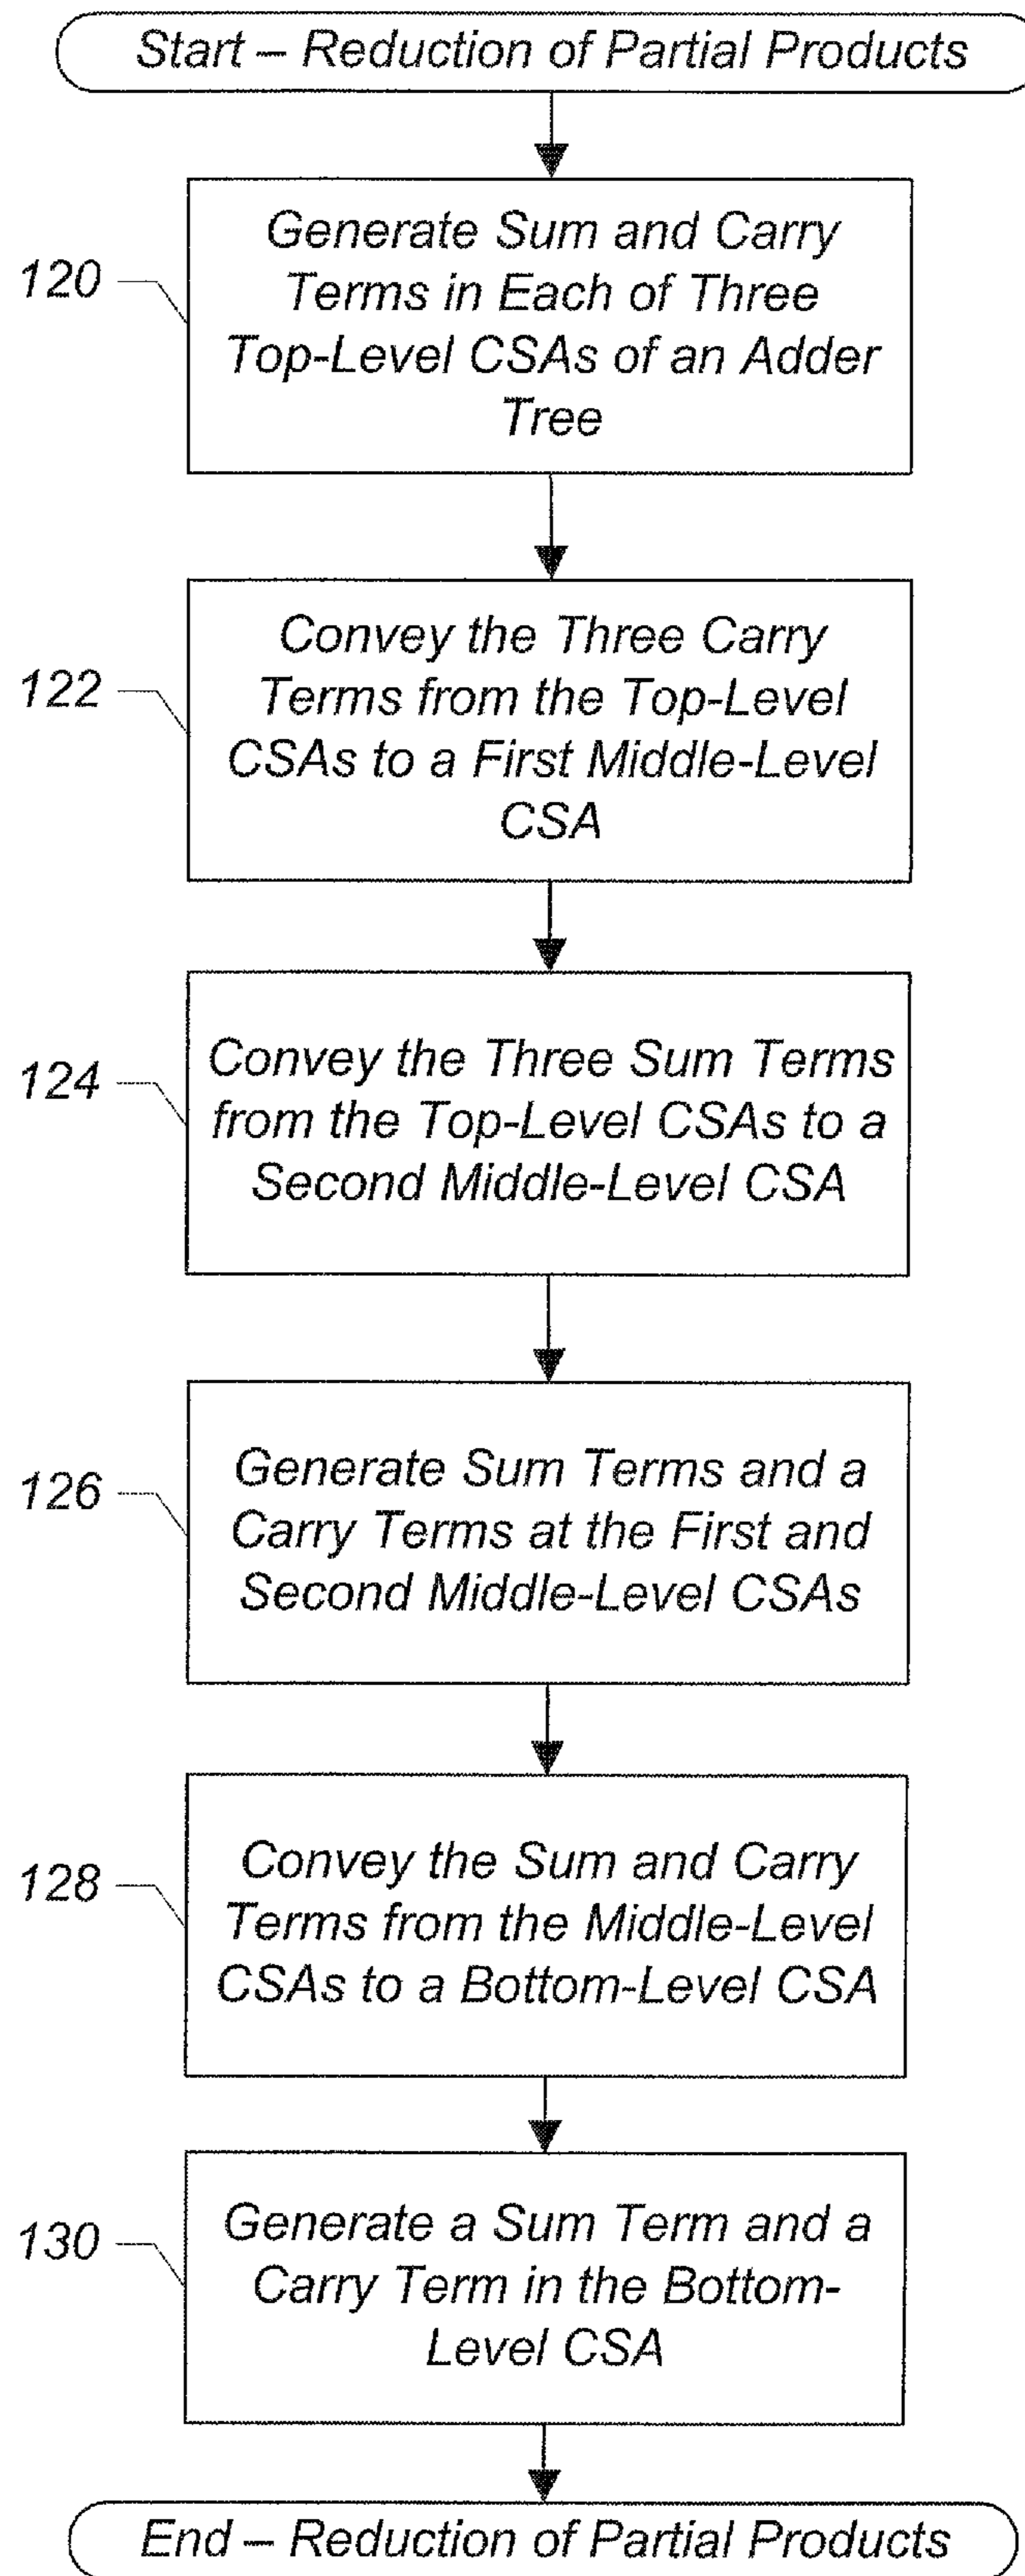 Start – Reduction of Partial Products
120
Generate Sum and Carry
Terms in Each of Three
Top-Level CSAs of an Adder
Tree
122
Convey the Three Carry
Terms from the Top-Level
CSAs to a First Middle-Level
CSA
124
Convey the Three Sum Terms
from the Top-Level CSAs to a
Second Middle-Level CSA
126
Generate Sum Terms and a
Carry Terms at the First and
Second Middle-Level CSAs
128
Convey the Sum and Carry
Terms from the Middle-Level
CSAs to a Bottom-Level CSA
130
Generate a Sum Term and a
Carry Term in the Bottom-
Level CSA
End – Reduction of Partial Products